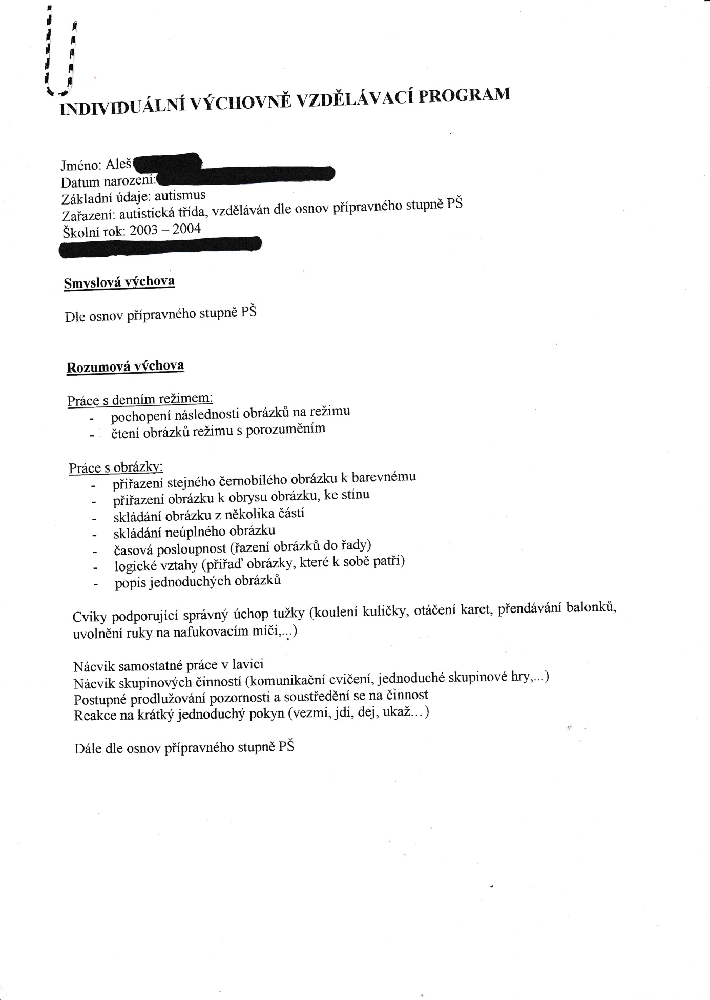 INDIVIDUÁLNÍ VÝCHOVNĚ VZDĚLÁVACÍ PROGRAM
Jméno: Aleš
Datum narození:
Základní údaje: autismus
Zařazení: autistická třída, vzděláván dle osnov přípravného stupně PŠ
Školní rok: 2003 – 2004
Smyslová výchova
Dle osnov přípravného stupně PŠ
Rozumová výchova
Práce s denním režimem:
- pochopení následnosti obrázků na režimu
- čtení obrázků režimu s porozuměním
Práce s obrázky:
- přiřazení stejného černobílého obrázku k barevnému
- přiřazení obrázku k obrysu obrázku, ke stínu
- skládání obrázku z několika částí
- skládání neúplného obrázku
- časová posloupnost (řazení obrázků do řady)
- logické vztahy (přiřaď obrázky, které k sobě patří)
- popis jednoduchých obrázků
Cviky podporující správný úchop tužky (koulení kuličky, otáčení karet, přendávání balonků,
uvolnění ruky na nafukovacím míči,...)
Nácvik samostatné práce v lavici
Nácvik skupinových činností (komunikační cvičení, jednoduché skupinové hry,...)
Postupné prodlužování pozornosti a soustředění se na činnost
Reakce na krátký jednoduchý pokyn (vezmi, jdi, dej, ukaž...)
Dále dle osnov přípravného stupně PŠ